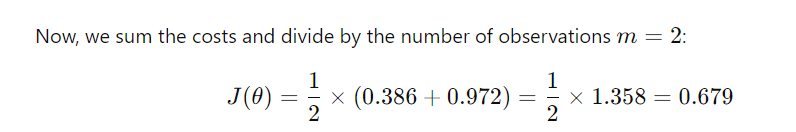 Now, we sum the costs and divide by the number of observations m = 2:
J(θ) = 1/2 × (0.386 + 0.972) = 1/2 × 1.358 = 0.679